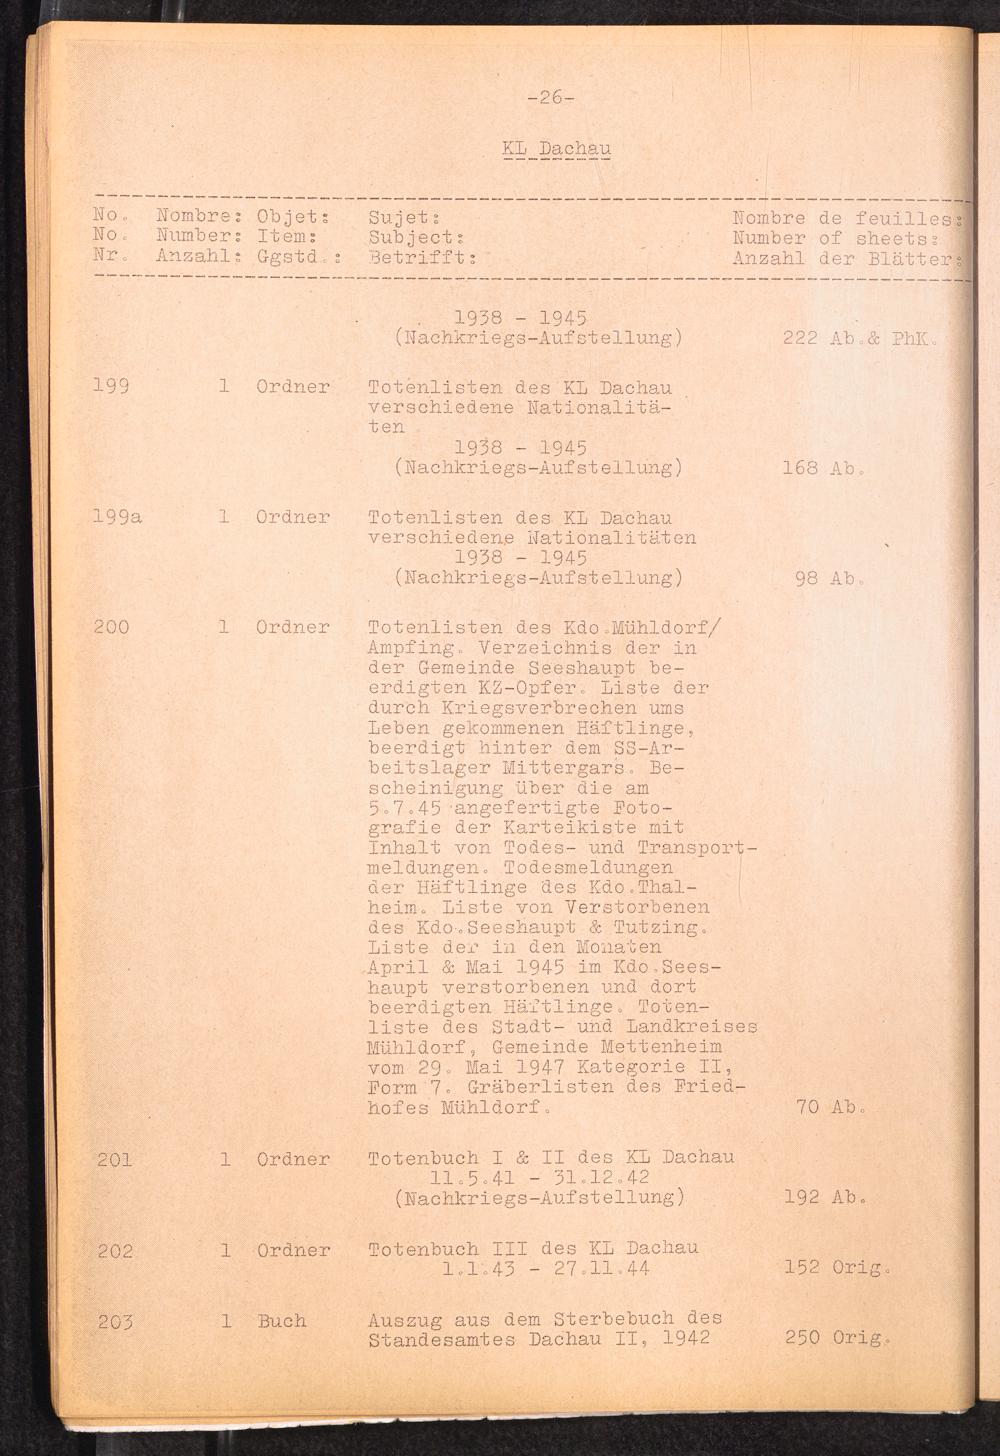 -26-
KL Dachau
No. Nombre: Objet: Sujet: Nombre de feuilles:
No. Number: Item: Subject: Number of sheets:
Nr. Anzahl: Ggstd.: Betrifft: Anzahl der Blätter:
1938 - 1945
(Nachkriegs-Aufstellung) 222 Ab.& PhK.
199 1 Ordner Totenlisten des KL Dachau
verschiedene Nationalitä-
ten
1938 - 1945
(Nachkriegs-Aufstellung) 168 Ab.
199a 1 Ordner Totenlisten des KL Dachau
verschiedene Nationalitäten
1938 - 1945
(Nachkriegs-Aufstellung) 98 Ab.
200 1 Ordner Totenlisten des Kdo.Mühldorf/
Ampfing. Verzeichnis der in
der Gemeinde Seeshaupt be-
erdigten KZ-Opfer. Liste der
durch Kriegsverbrechen ums
Leben gekommenen Häftlinge,
beerdigt hinter dem SS-Ar-
beitslager Mittergars. Be-
scheinigung über die am
5.7.45 angefertigte Foto-
grafie der Karteikiste mit
Inhalt von Todes- und Transport-
meldungen. Todesmeldungen
der Häftlinge des Kdo.Thal-
heim. Liste von Verstorbenen
des Kdo.Seeshaupt & Tutzing.
Liste der in den Monaten
April & Mai 1945 im Kdo.Sees-
haupt verstorbenen und dort
beerdigten Häftlinge. Toten-
liste des Stadt- und Landkreises
Mühldorf, Gemeinde Mettenheim
vom 29. Mai 1947 Kategorie II,
Form 7. Gräberlisten des Fried-
hofes Mühldorf. 70 Ab.
201 1 Ordner Totenbuch I & II des KL Dachau
11.5.41 - 31.12.42
(Nachkriegs-Aufstellung) 192 Ab.
202 1 Ordner Totenbuch III des KL Dachau
1.1.43 - 27.11.44 152 Orig.
203 1 Buch Auszug aus dem Sterbebuch des
Standesamtes Dachau II, 1942 250 Orig.